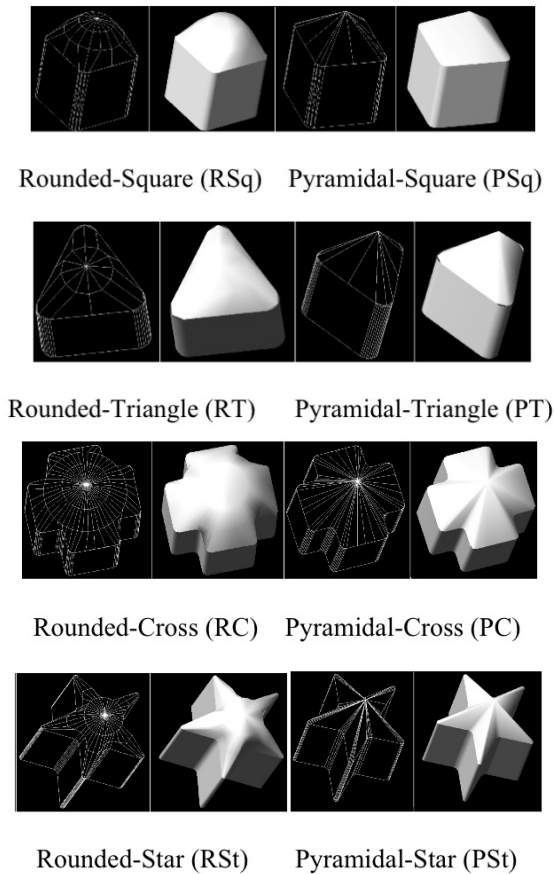 Rounded-Square (RSq) Pyramidal-Square (PSq)
Rounded-Triangle (RT) Pyramidal-Triangle (PT)
Rounded-Cross (RC) Pyramidal-Cross (PC)
Rounded-Star (RSt) Pyramidal-Star (PSt)